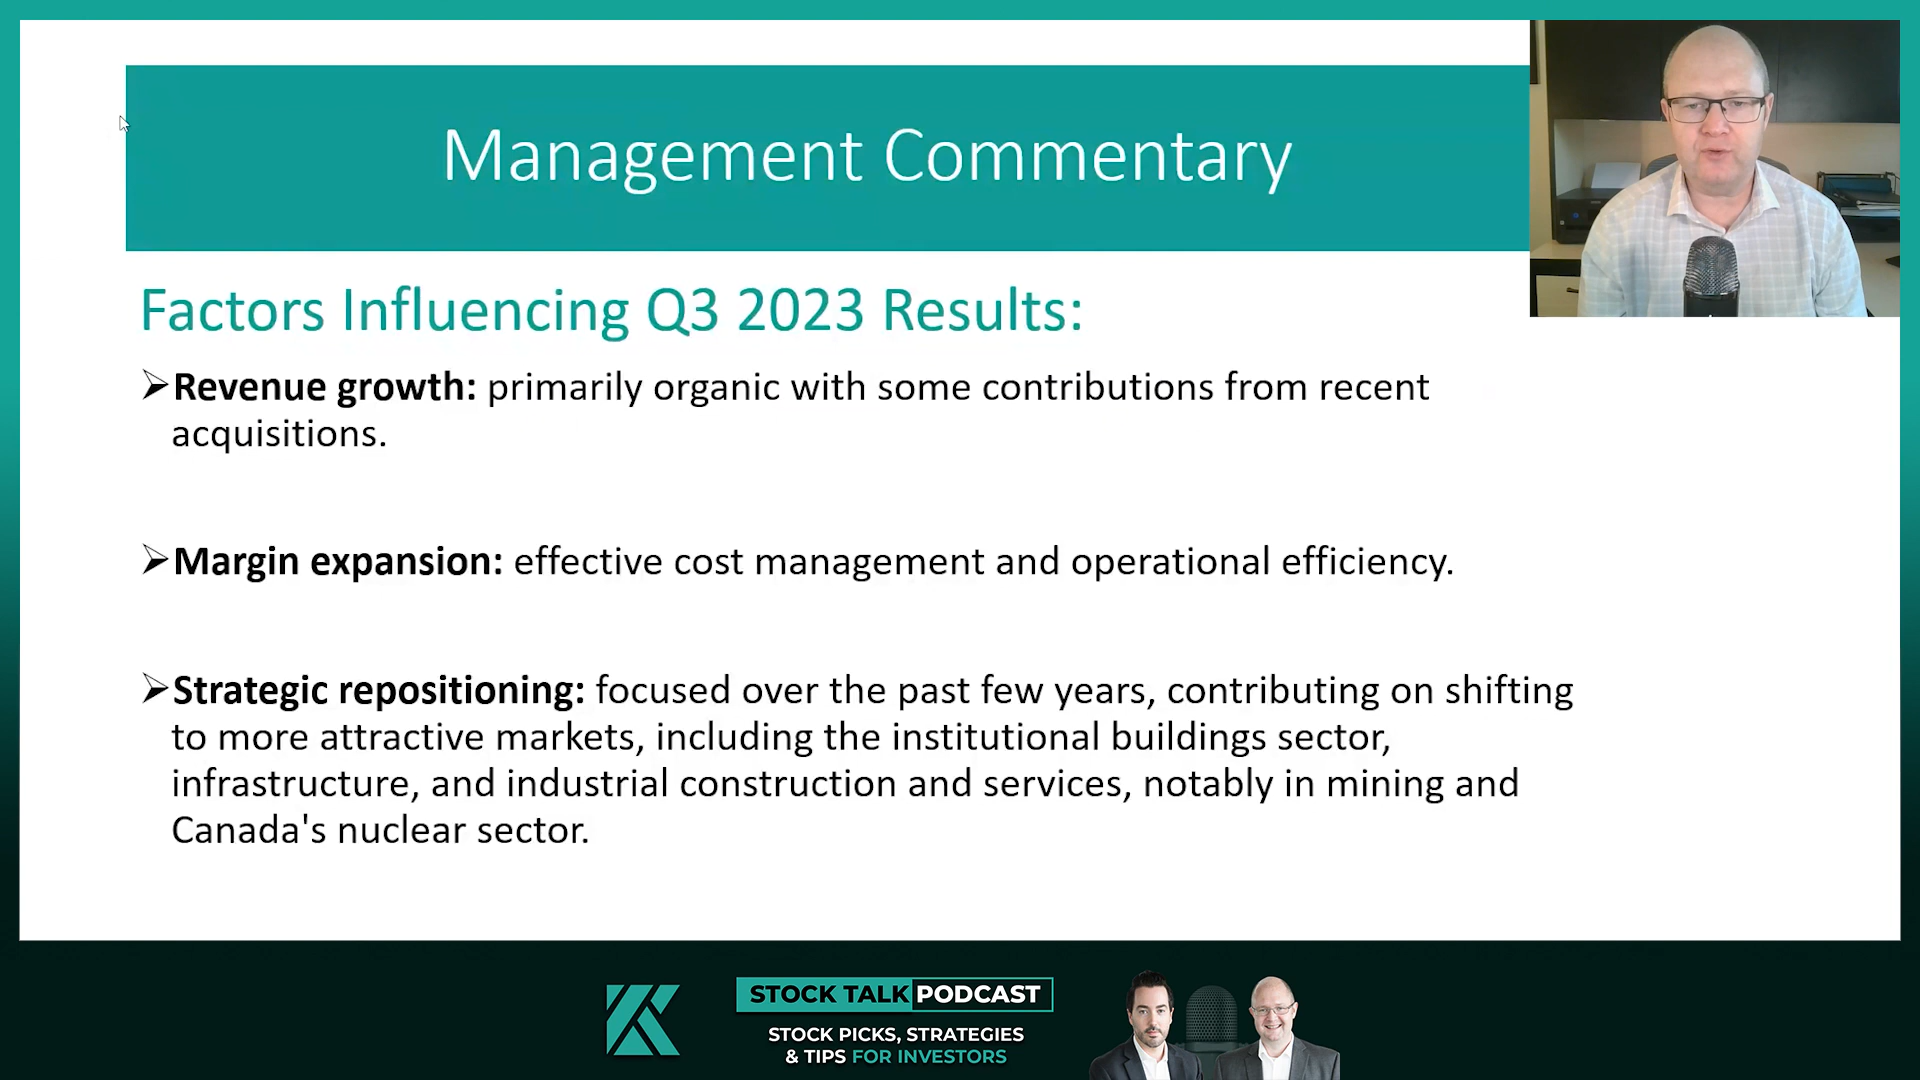 Management Commentary
Factors Influencing Q3 2023 Results:
➢Revenue growth: primarily organic with some contributions from recent
acquisitions.
➢Margin expansion: effective cost management and operational efficiency.
➢Strategic repositioning: focused over the past few years, contributing on shifting
to more attractive markets, including the institutional buildings sector,
infrastructure, and industrial construction and services, notably in mining and
Canada's nuclear sector.
STOCK TALK PODCAST
STOCK PICKS, STRATEGIES
& TIPS FOR INVESTORS